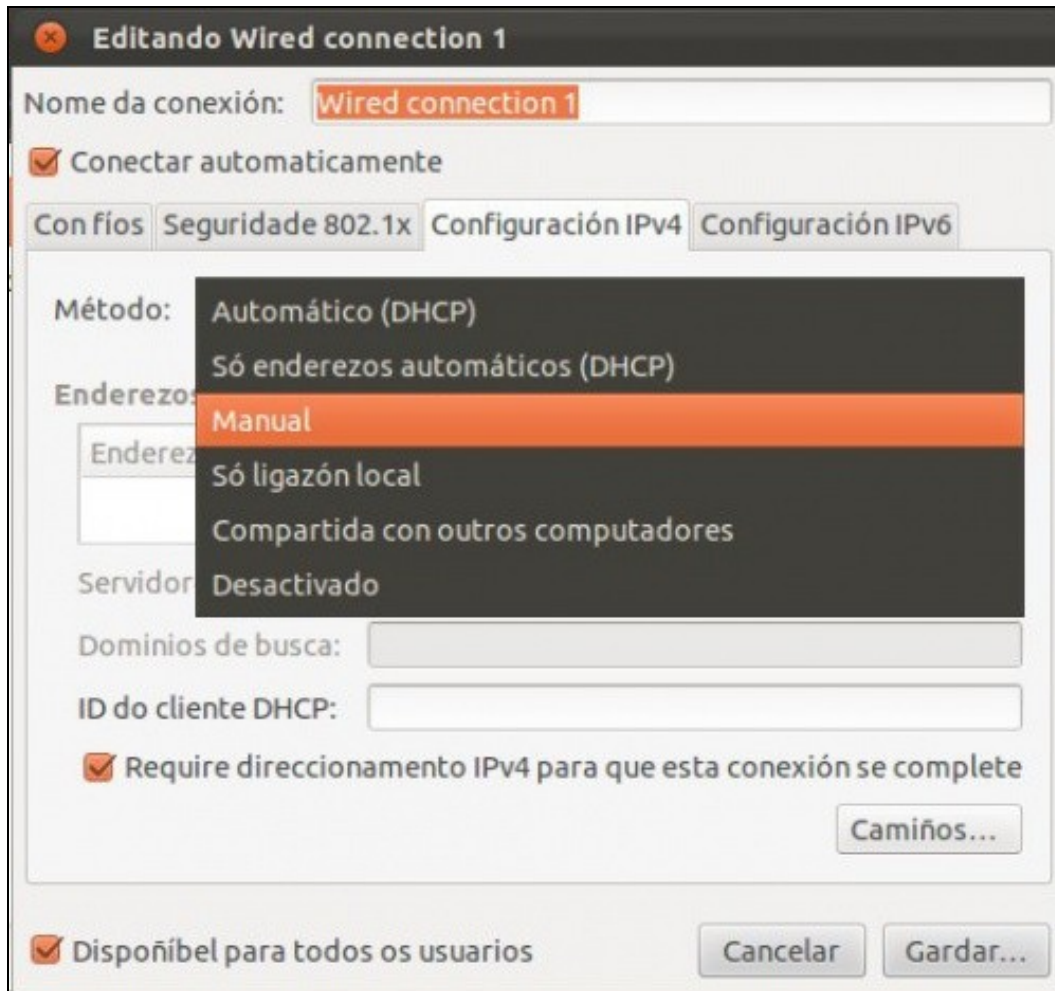 Editando Wired connection 1
Nome da conexión: Wired connection 1
Conectar automaticamente
Con fíos Seguridade 802.1x Configuración IPv4 Configuración IPv6
Método:
Automático (DHCP)
Só enderezos automáticos (DHCP)
Manual
Só ligazón local
Compartida con outros computadores
Desactivado
Dominios de busca:
ID do cliente DHCP:
Require direccionamento IPv4 para que esta conexión se complete
Camiños...
Dispoñíbel para todos os usuarios
Cancelar Gardar...